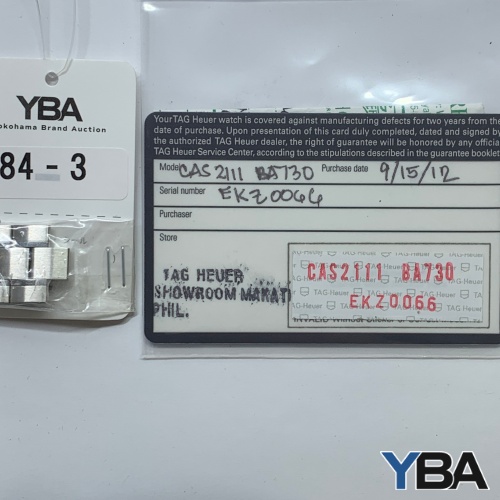 YBA
Yokohama Brand Auction
84 - 3
Your TAG Heuer watch is covered against manufacturing defects for two years from the
date of purchase. Upon presentation of this card duly completed, dated and signed by
the authorized TAG Heuer dealer, the right of guarantee will be honored by any official
TAG Heuer Service Center, according to the stipulations described in the guarantee booklet
Model CAS2111 BA730 Purchase date 9/15/12
Serial number EKZ0066
Purchaser
Store
TAG HEUER
SHOWROOM MAKATI
PHIL.
CAS2111 BA730
EKZ0066
TAG Heuer
YBA